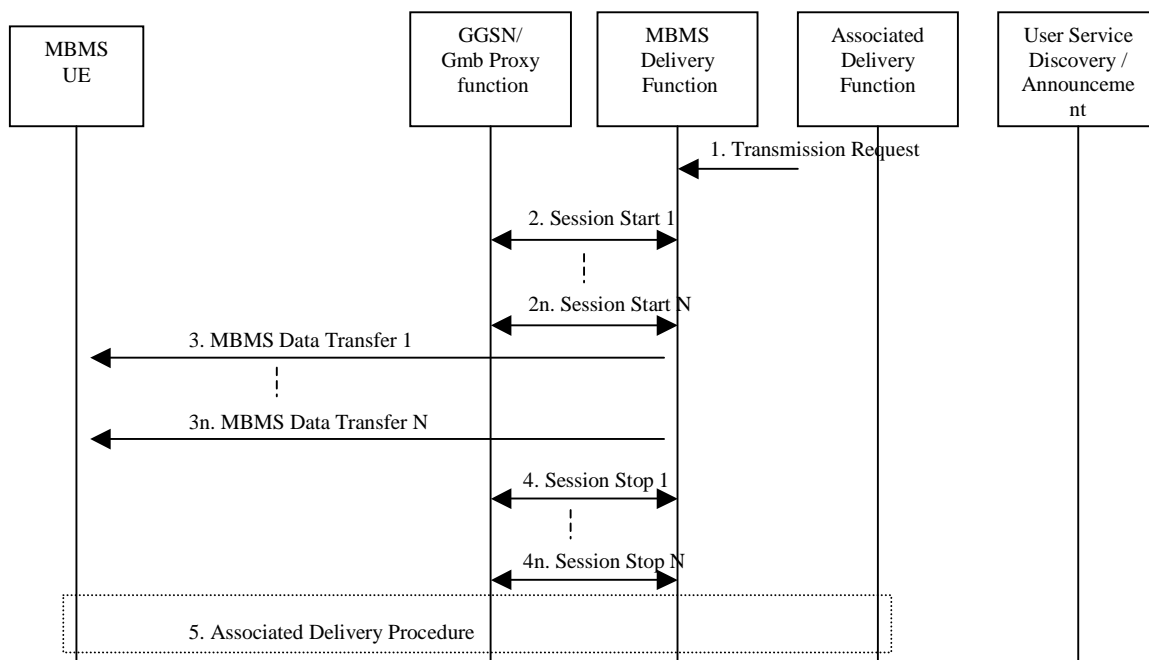 MBMS
UE
GGSN/
Gmb Proxy
function
MBMS
Delivery
Function
Associated
Delivery
Function
User Service
Discovery /
Announceme
nt
1. Transmission Request
2. Session Start 1
2n. Session Start N
3. MBMS Data Transfer 1
3n. MBMS Data Transfer N
4. Session Stop 1
4n. Session Stop N
5. Associated Delivery Procedure